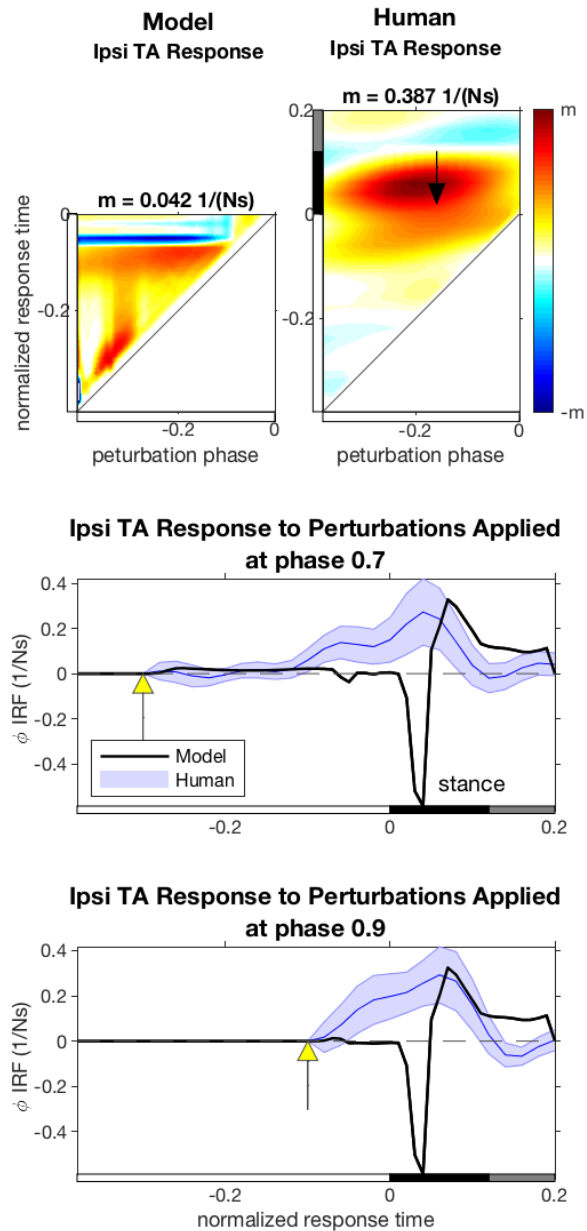 Model
Ipsi TA Response
Human
Ipsi TA Response
m = 0.042 1/(Ns)
m = 0.387 1/(Ns)
normalized response time
0
-0.2
-0.2
0
peturbation phase
0.2
0
-0.2
-0.2
0
peturbation phase
m
-m
Ipsi TA Response to Perturbations Applied
at phase 0.7
ϕ IRF (1/Ns)
0.4
0.2
0
-0.2
-0.4
Model
Human
stance
-0.2
0
0.2
Ipsi TA Response to Perturbations Applied
at phase 0.9
ϕ IRF (1/Ns)
0.4
0.2
0
-0.2
-0.4
-0.2
0
0.2
normalized response time